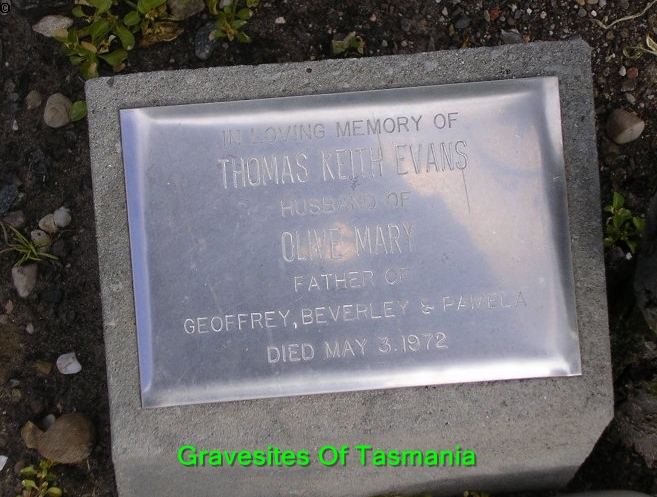 ©
IN LOVING MEMORY OF
THOMAS KEITH EVANS
HUSBAND OF
OLIVE MARY
FATHER OF
GEOFFREY, BEVERLEY & PAMELA
DIED MAY 3. 1972
Gravesites Of Tasmania